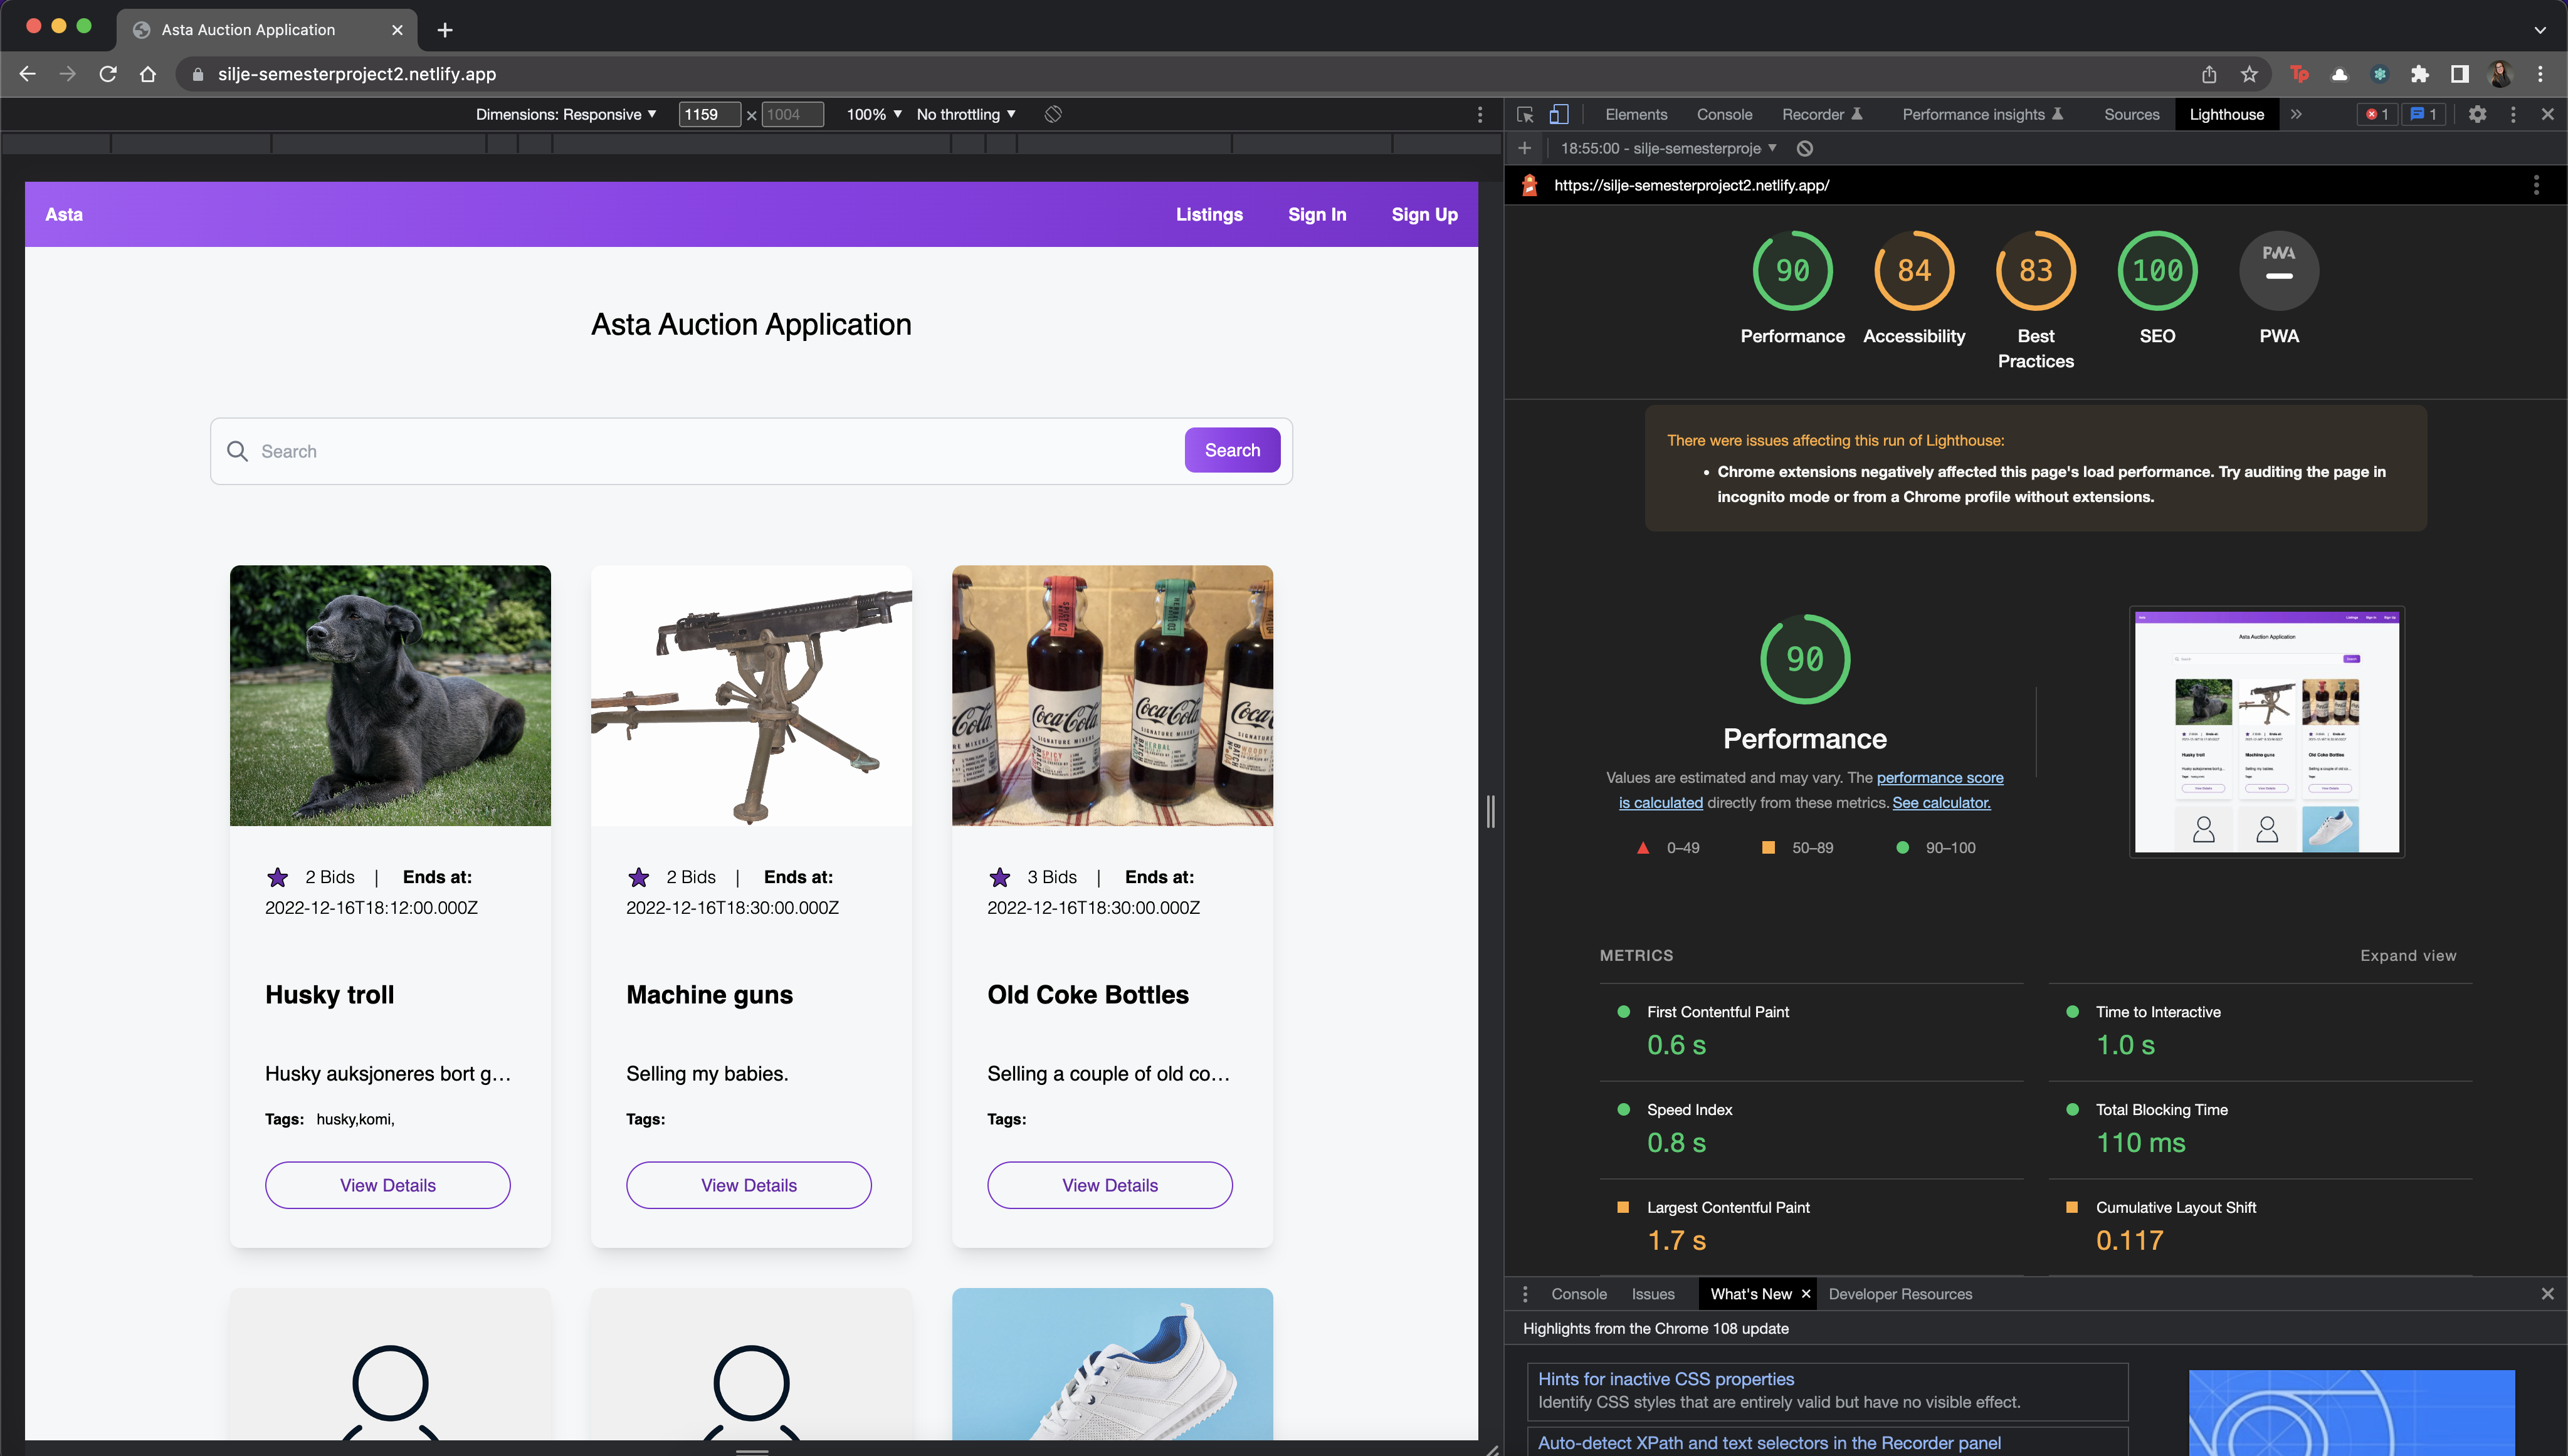 Asta Auction Application
silje-semesterproject2.netlify.app
Dimensions: Responsive ▼ 1159 × 1004 100% ▼ No throttling ▼
Elements Console Recorder Performance insights Sources Lighthouse » 1 1
18:55:00 - silje-semesterproje ▼
https://silje-semesterproject2.netlify.app/
Asta Listings Sign In Sign Up
Asta Auction Application
Search Search
Coca-Cola
SIGNATURE MIXERS
Coca-Cola
SIGNATURE MIXERS
2 Bids | Ends at:
2022-12-16T18:12:00.000Z
Husky troll
Husky auksjoneres bort g...
Tags: husky,komi,
View Details
2 Bids | Ends at:
2022-12-16T18:30:00.000Z
Machine guns
Selling my babies.
Tags:
View Details
3 Bids | Ends at:
2022-12-16T18:30:00.000Z
Old Coke Bottles
Selling a couple of old co...
Tags:
View Details
90 84 83 100 PWA
Performance Accessibility Best Practices SEO PWA
There were issues affecting this run of Lighthouse:
• Chrome extensions negatively affected this page's load performance. Try auditing the page in
incognito mode or from a Chrome profile without extensions.
90
Performance
Values are estimated and may vary. The performance score
is calculated directly from these metrics. See calculator.
0–49 50–89 90–100
METRICS Expand view
First Contentful Paint
0.6 s
Time to Interactive
1.0 s
Speed Index
0.8 s
Total Blocking Time
110 ms
Largest Contentful Paint
1.7 s
Cumulative Layout Shift
0.117
Console Issues What's New × Developer Resources
Highlights from the Chrome 108 update
Hints for inactive CSS properties
Identify CSS styles that are entirely valid but have no visible effect.
Auto-detect XPath and text selectors in the Recorder panel